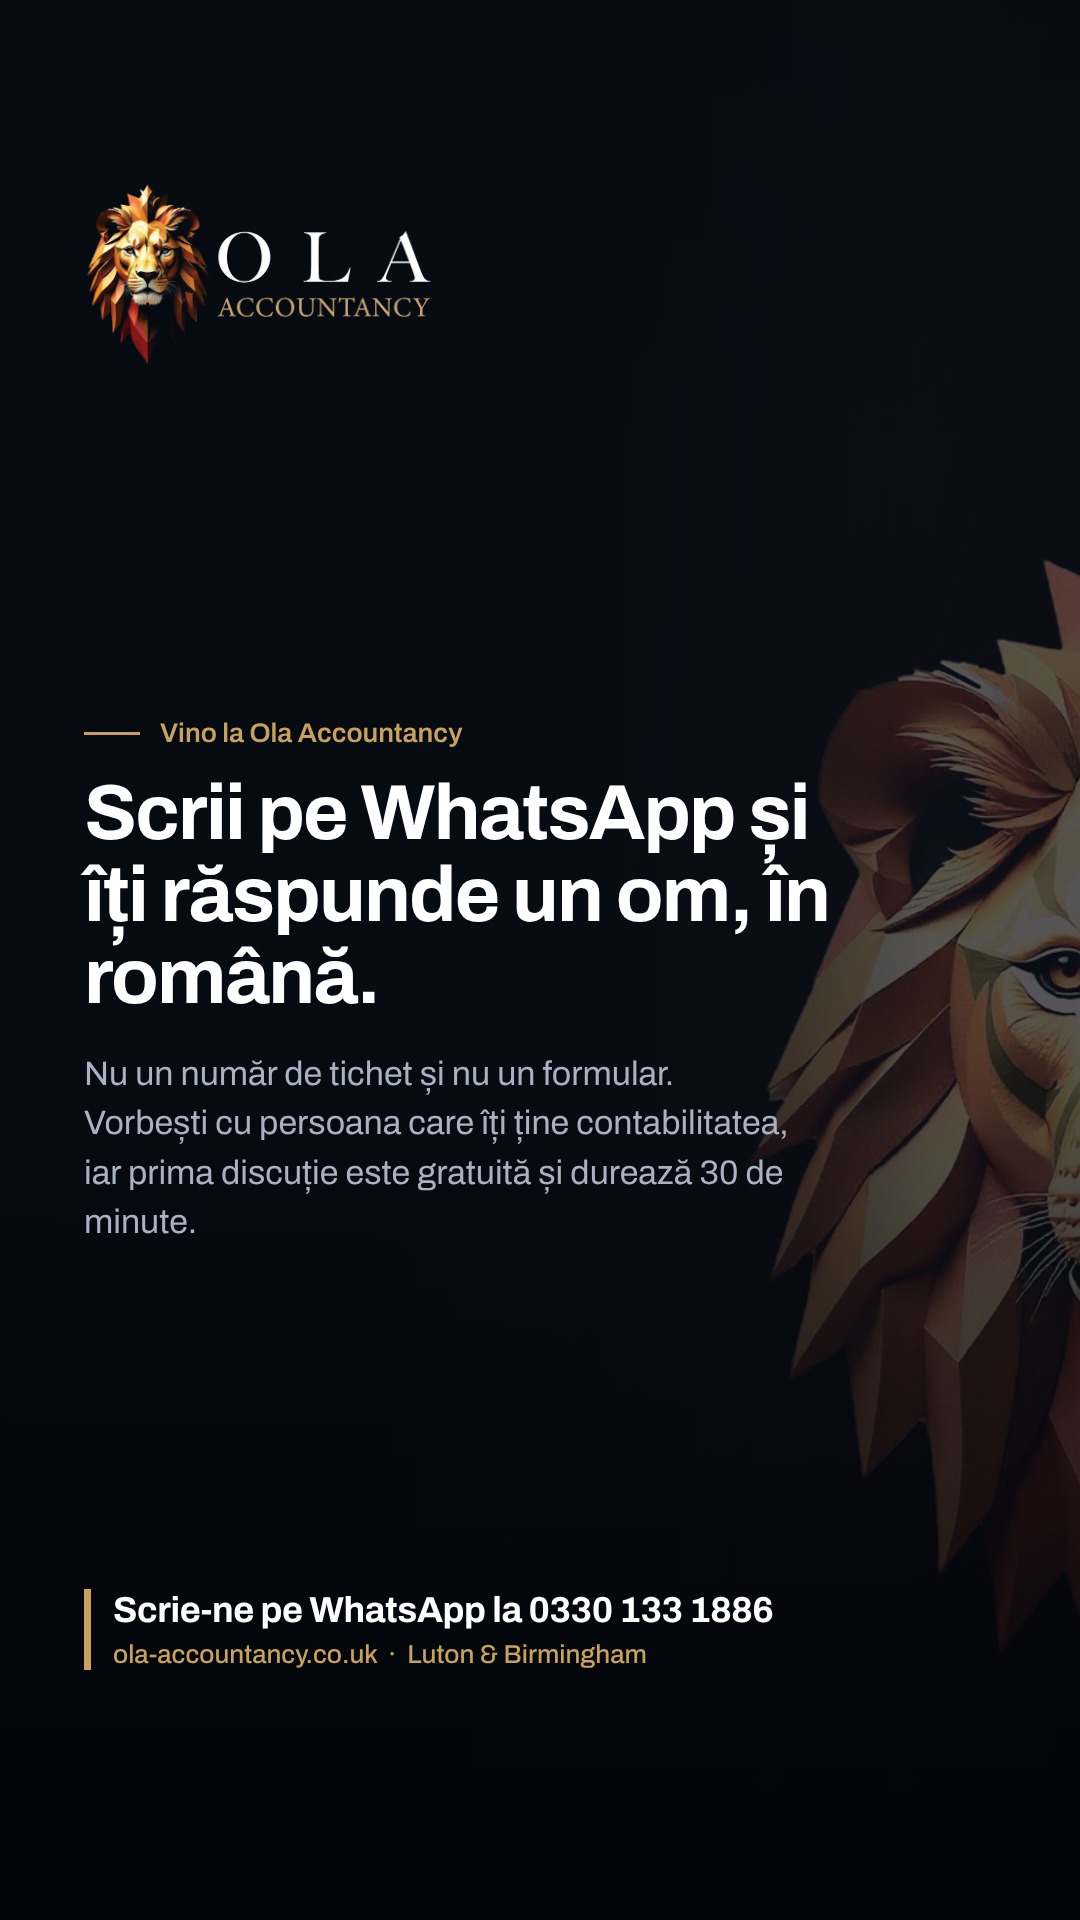 OLA
ACCOUNTANCY
Vino la Ola Accountancy
Scrii pe WhatsApp și
îți răspunde un om, în
română.
Nu un număr de tichet și nu un formular.
Vorbești cu persoana care îți ține contabilitatea,
iar prima discuție este gratuită și durează 30 de
minute.
Scrie-ne pe WhatsApp la 0330 133 1886
ola-accountancy.co.uk · Luton & Birmingham